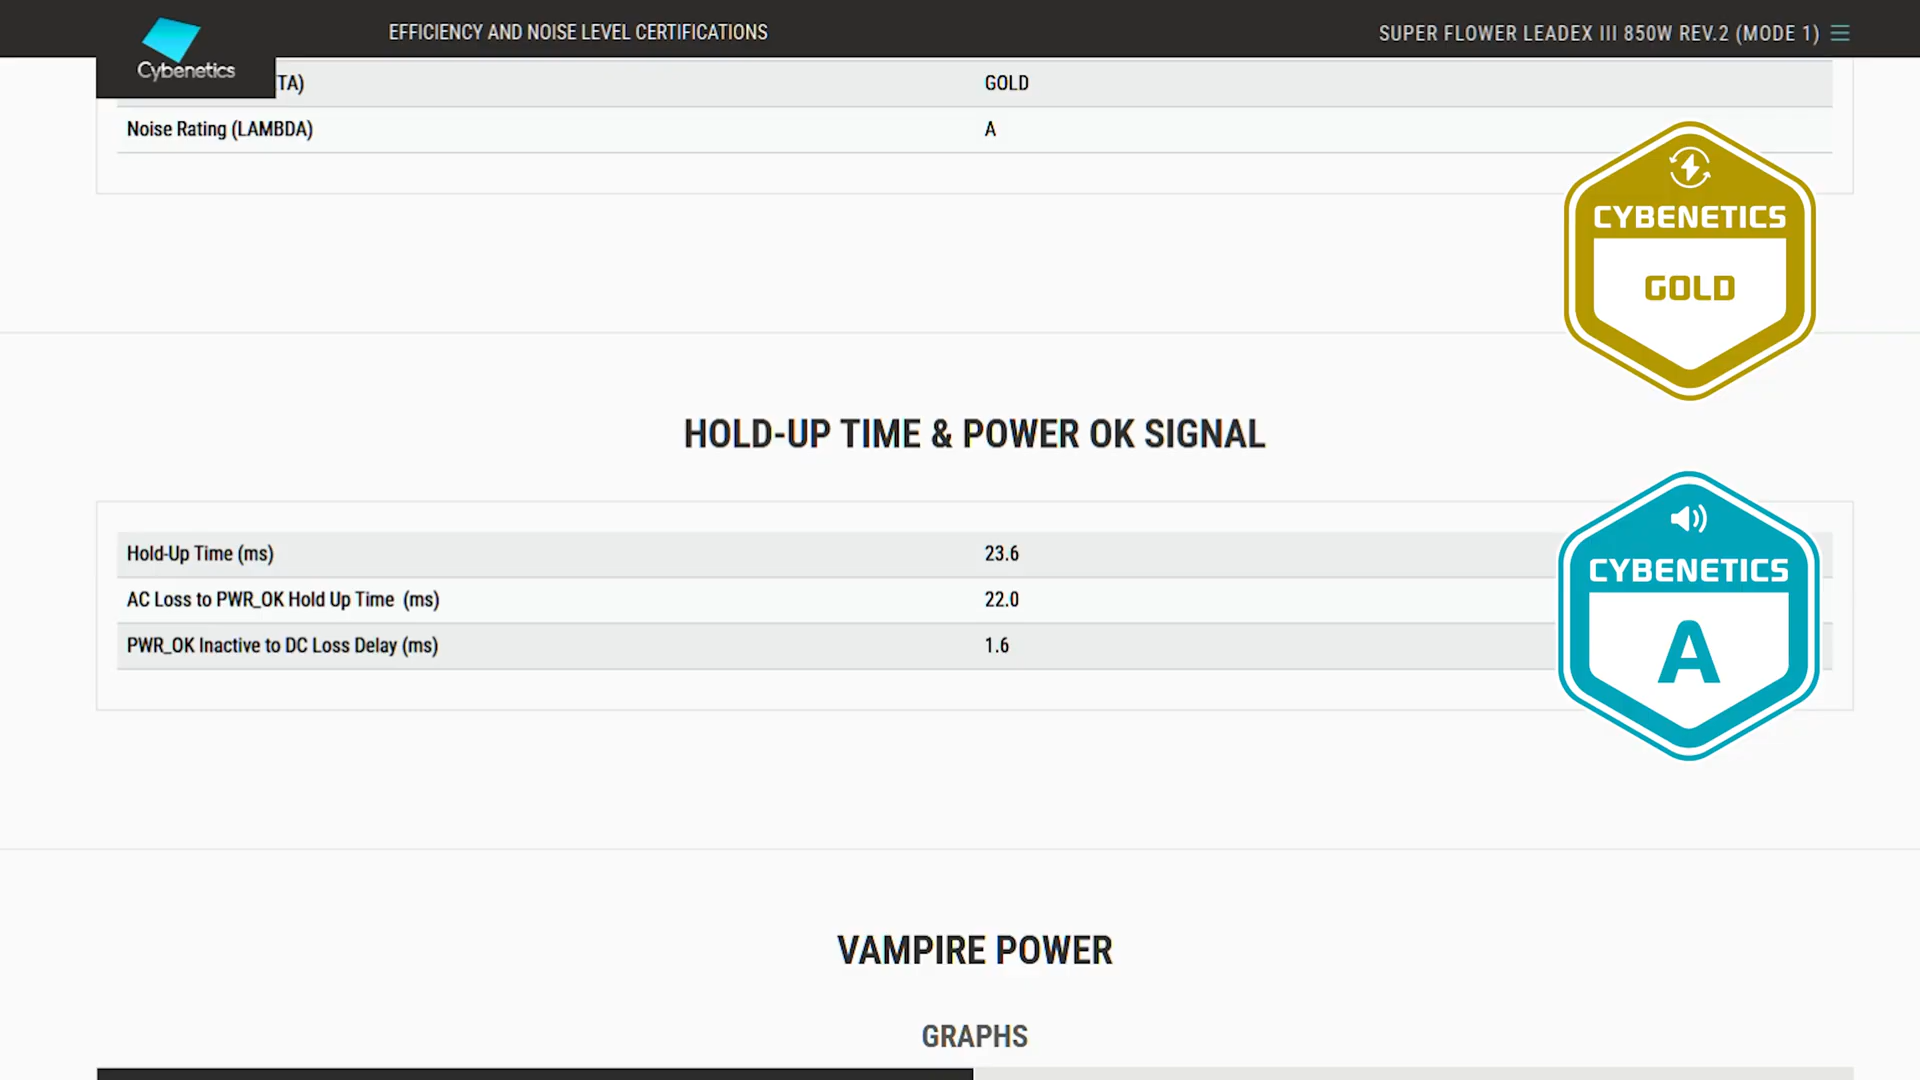 EFFICIENCY AND NOISE LEVEL CERTIFICATIONS
SUPER FLOWER LEADEX III 850W REV.2 (MODE 1)
Cybenetics
TA)
GOLD
Noise Rating (LAMBDA)
A
CYBENETICS
GOLD
HOLD-UP TIME & POWER OK SIGNAL
Hold-Up Time (ms)
23.6
AC Loss to PWR_OK Hold Up Time (ms)
22.0
PWR_OK Inactive to DC Loss Delay (ms)
1.6
CYBENETICS
A
VAMPIRE POWER
GRAPHS